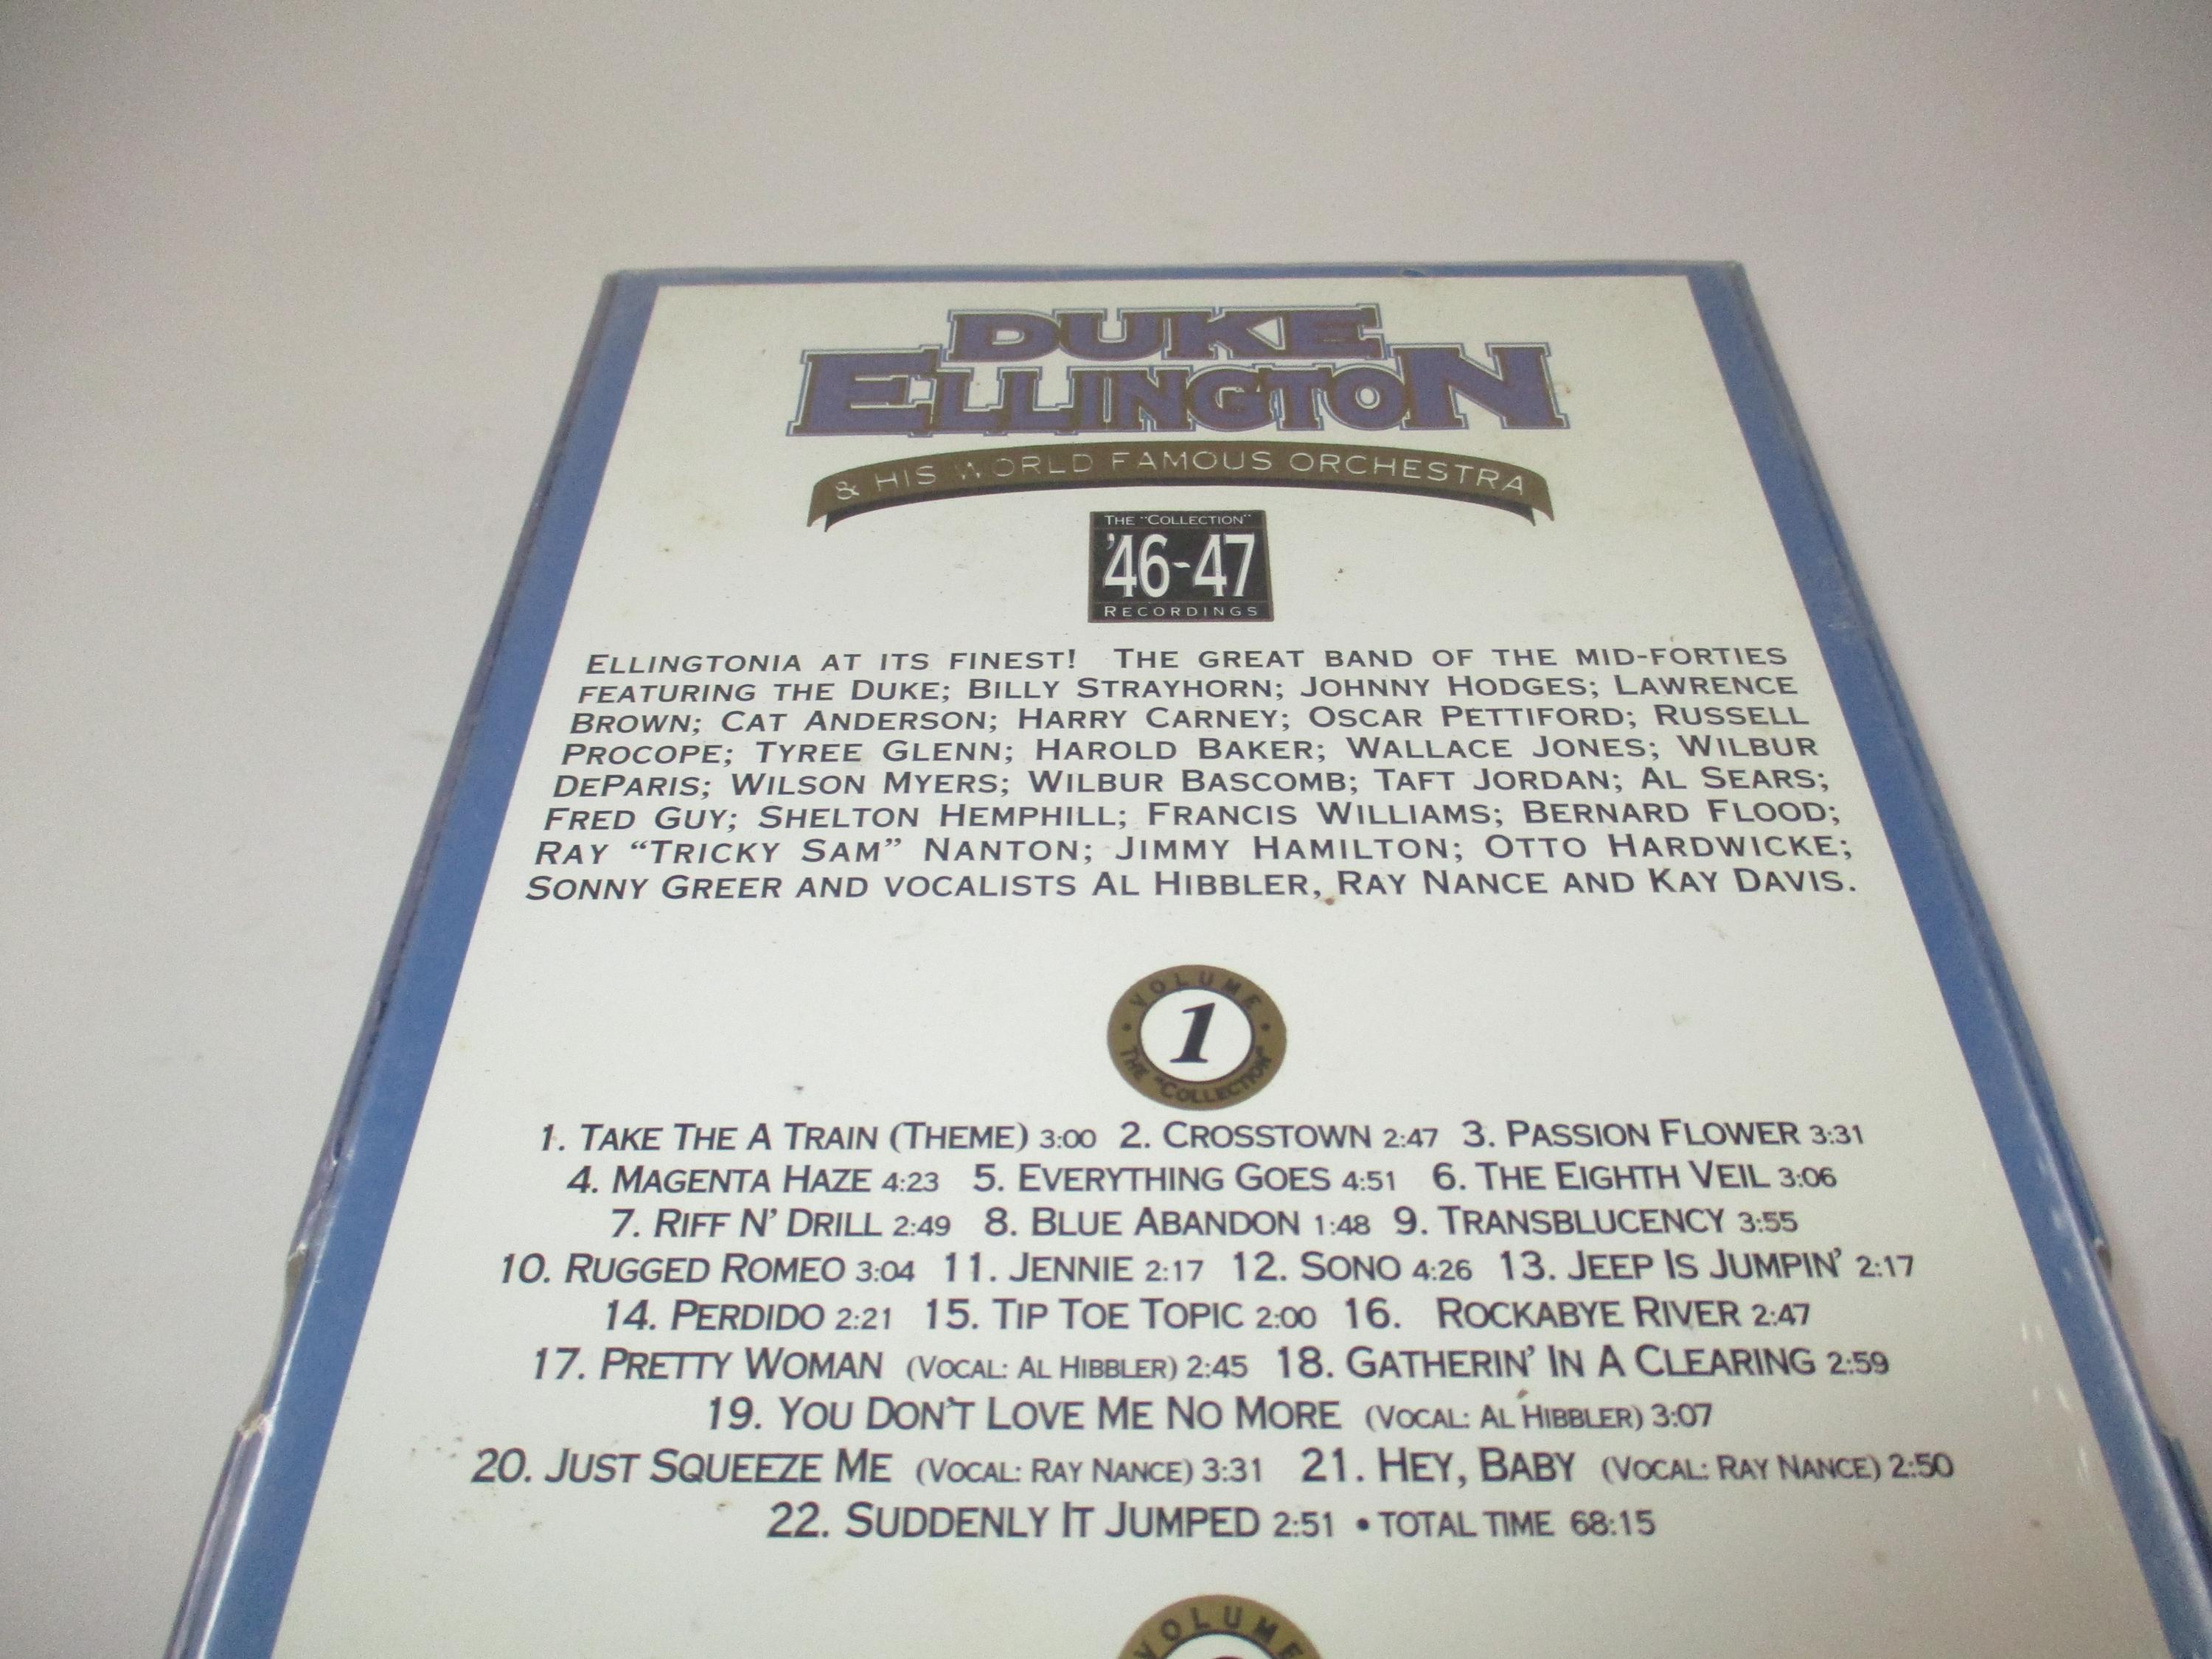 DUKE
ELLINGTON
& HIS WORLD FAMOUS ORCHESTRA
THE "COLLECTION"
'46-47
RECORDINGS
ELLINGTONIA AT ITS FINEST! THE GREAT BAND OF THE MID-FORTIES
FEATURING THE DUKE; BILLY STRAYHORN; JOHNNY HODGES; LAWRENCE
BROWN; CAT ANDERSON; HARRY CARNEY; OSCAR PETTIFORD; RUSSELL
PROCOPE; TYREE GLENN; HAROLD BAKER; WALLACE JONES; WILBUR
DEPARIS; WILSON MYERS; WILBUR BASCOMB; TAFT JORDAN; AL SEARS;
FRED GUY; SHELTON HEMPHILL; FRANCIS WILLIAMS; BERNARD FLOOD;
RAY “TRICKY SAM” NANTON; JIMMY HAMILTON; OTTO HARDWICKE;
SONNY GREER AND VOCALISTS AL HIBBLER, RAY NANCE AND KAY DAVIS.
VOLUME
1
THE "COLLECTION"
1. TAKE THE A TRAIN (THEME) 3:00 2. CROSSTOWN 2:47 3. PASSION FLOWER 3:31
4. MAGENTA HAZE 4:23 5. EVERYTHING GOES 4:51 6. THE EIGHTH VEIL 3:06
7. RIFF N' DRILL 2:49 8. BLUE ABANDON 1:48 9. TRANSBLUCENCY 3:55
10. RUGGED ROMEO 3:04 11. JENNIE 2:17 12. SONO 4:26 13. JEEP IS JUMPIN' 2:17
14. PERDIDO 2:21 15. TIP TOE TOPIC 2:00 16. ROCKABYE RIVER 2:47
17. PRETTY WOMAN (VOCAL: AL HIBBLER) 2:45 18. GATHERIN' IN A CLEARING 2:59
19. YOU DON'T LOVE ME NO MORE (VOCAL: AL HIBBLER) 3:07
20. JUST SQUEEZE ME (VOCAL: RAY NANCE) 3:31 21. HEY, BABY (VOCAL: RAY NANCE) 2:50
22. SUDDENLY IT JUMPED 2:51 • TOTAL TIME 68:15
VOLUME